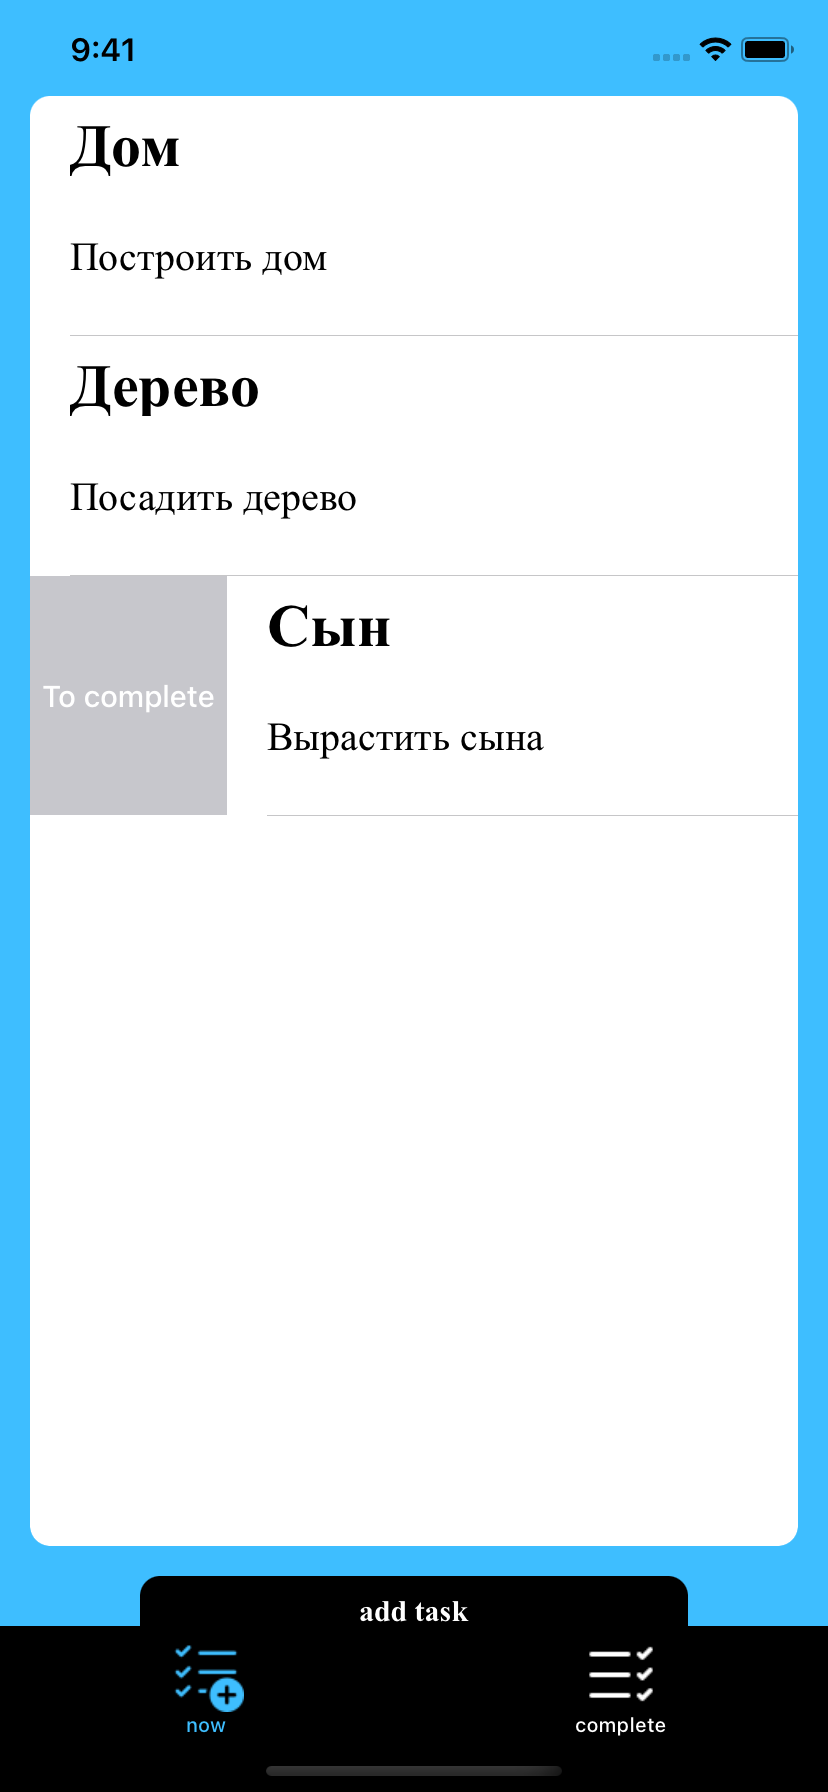 9:41
Дом
Построить дом
Дерево
Посадить дерево
To complete
Сын
Вырастить сына
add task
now
complete